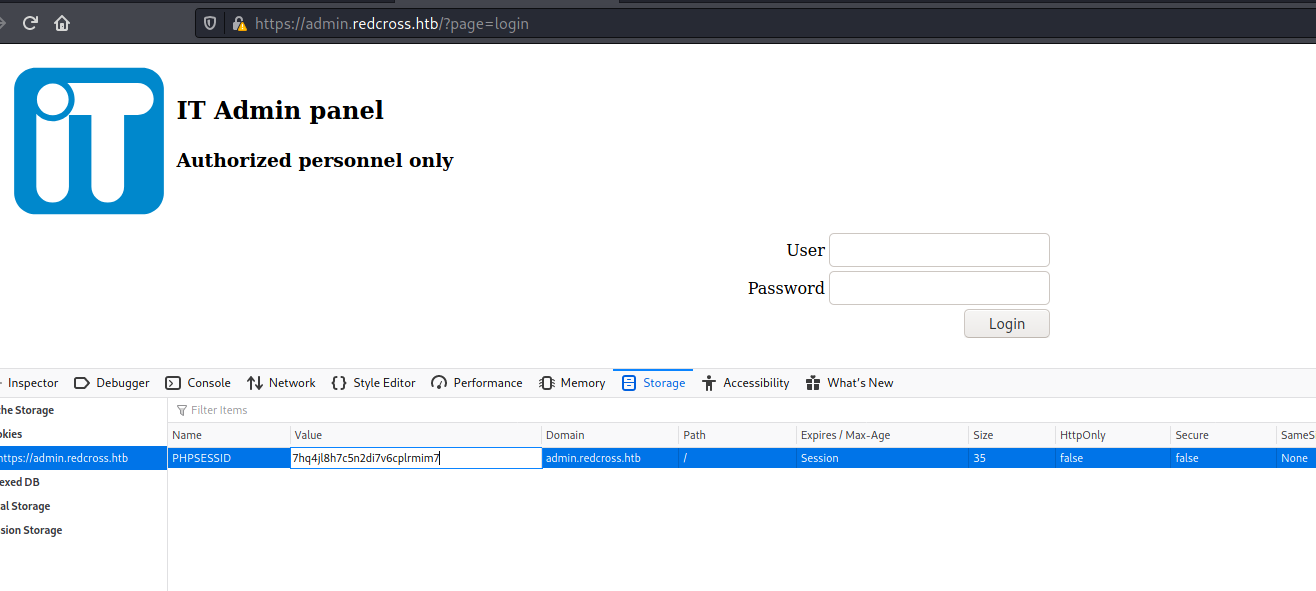 https://admin.redcross.htb/?page=login
iT
IT Admin panel
Authorized personnel only
User
Password
Login
Inspector Debugger Console Network Style Editor Performance Memory Storage Accessibility What's New
he Storage
Filter Items
okies
Name Value Domain Path Expires / Max-Age Size HttpOnly Secure SameS
https://admin.redcross.htb PHPSESSID 7hq4jl8h7c5n2di7v6cplrmim7 admin.redcross.htb / Session 35 false false None
exed DB
al Storage
sion Storage